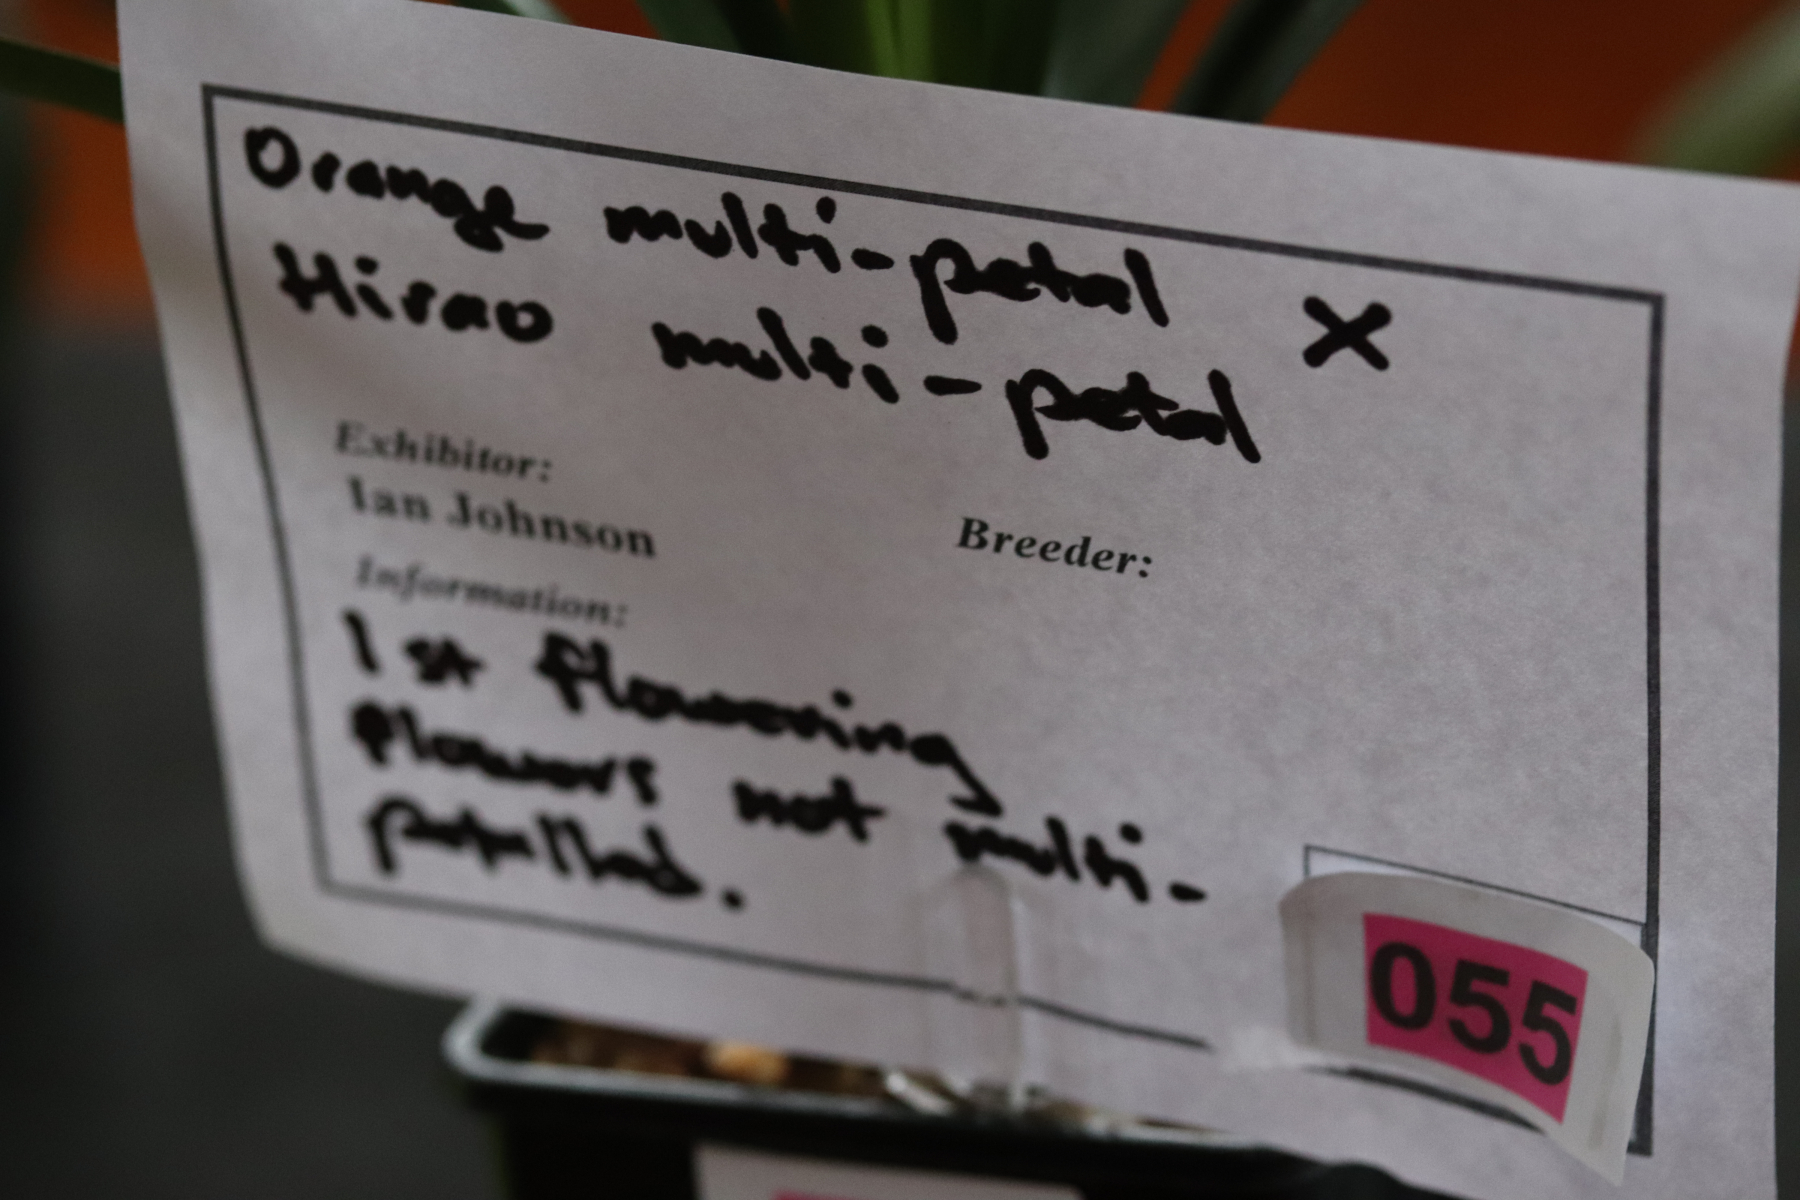 Orange multi-petal X
Hirao multi-petal
Exhibitor:
Ian Johnson
Breeder:
Information:
1st flowering
flowers not multi-
petalled.
055